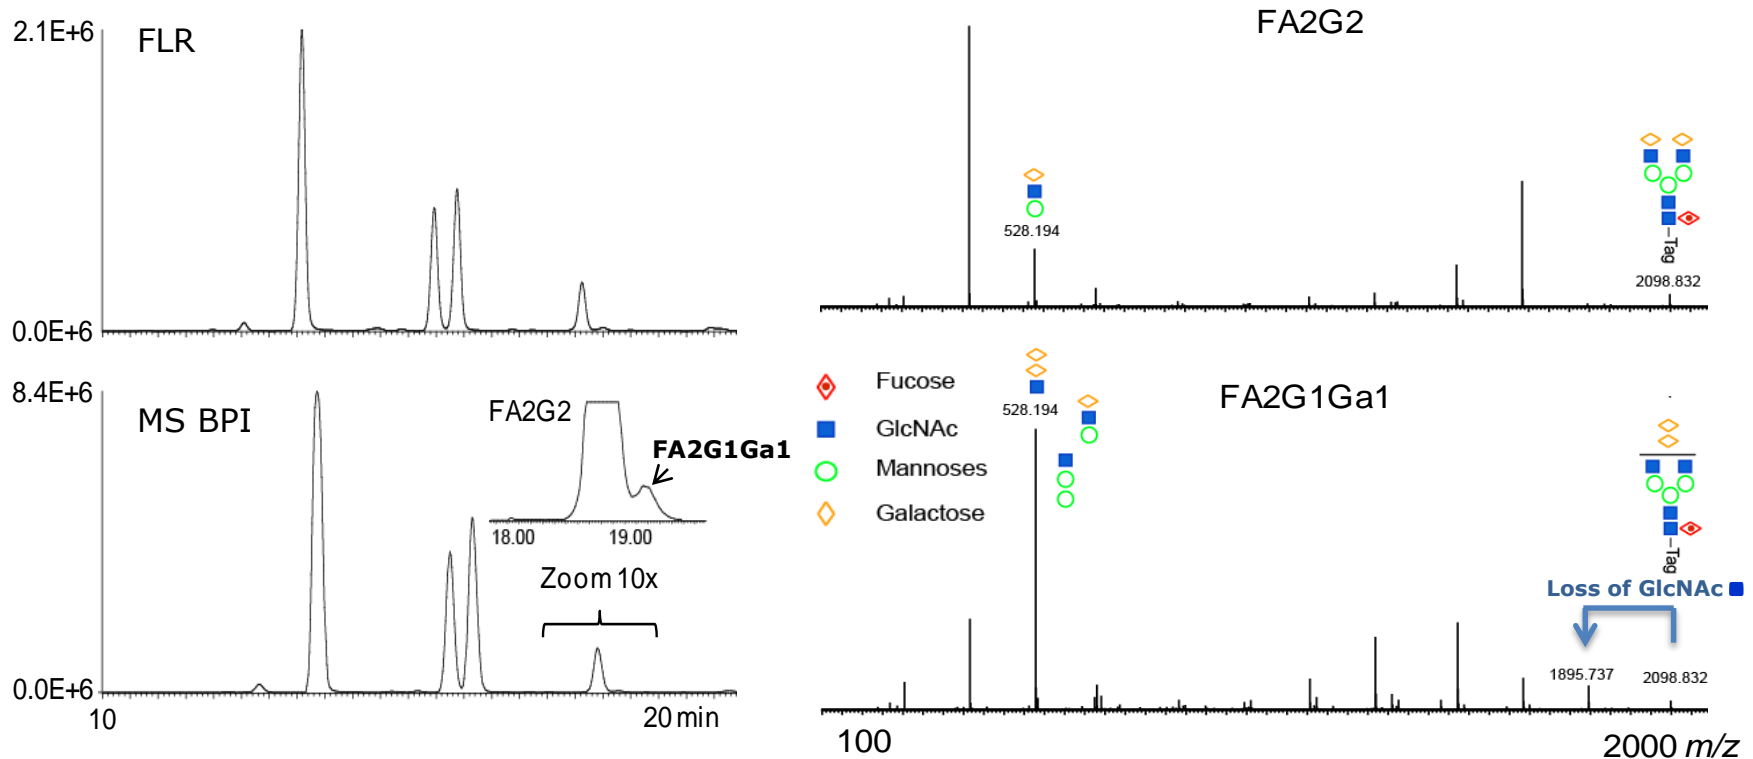 2.1E+6
FLR
0.0E+6
8.4E+6
MS BPI
FA2G2
FA2G1Ga1
18.00
19.00
Zoom 10x
0.0E+6
10
20 min
FA2G2
528.194
–Tag
2098.832
Fucose
GlcNAc
Mannoses
Galactose
528.194
FA2G1Ga1
–Tag
Loss of GlcNAc
1895.737
2098.832
100
2000 m/z